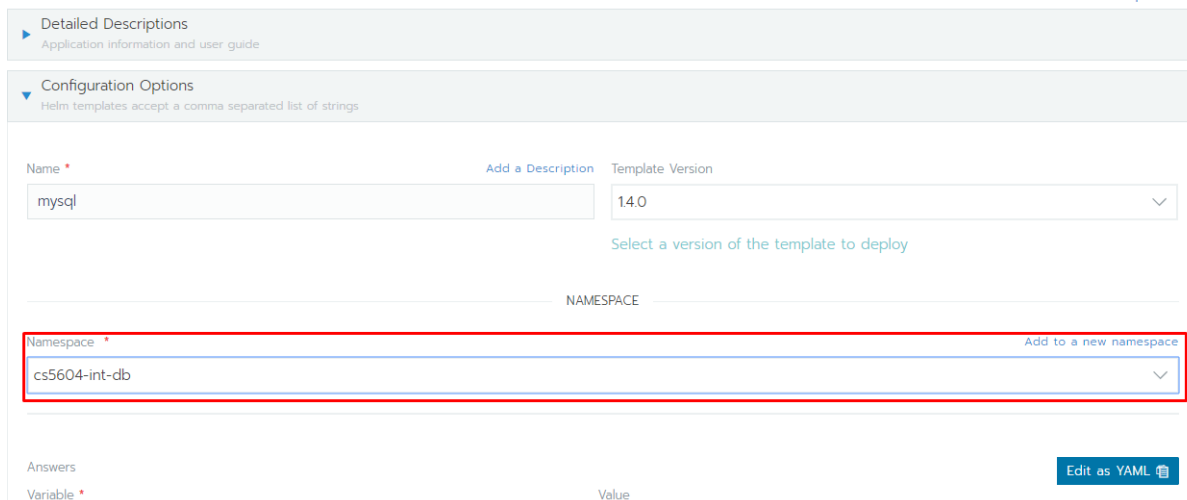 Detailed Descriptions
Application information and user guide
Configuration Options
Helm templates accept a comma separated list of strings
Name * Add a Description Template Version
mysql 1.4.0
Select a version of the template to deploy
NAMESPACE
Namespace * Add to a new namespace
cs5604-int-db
Answers Edit as YAML
Variable * Value